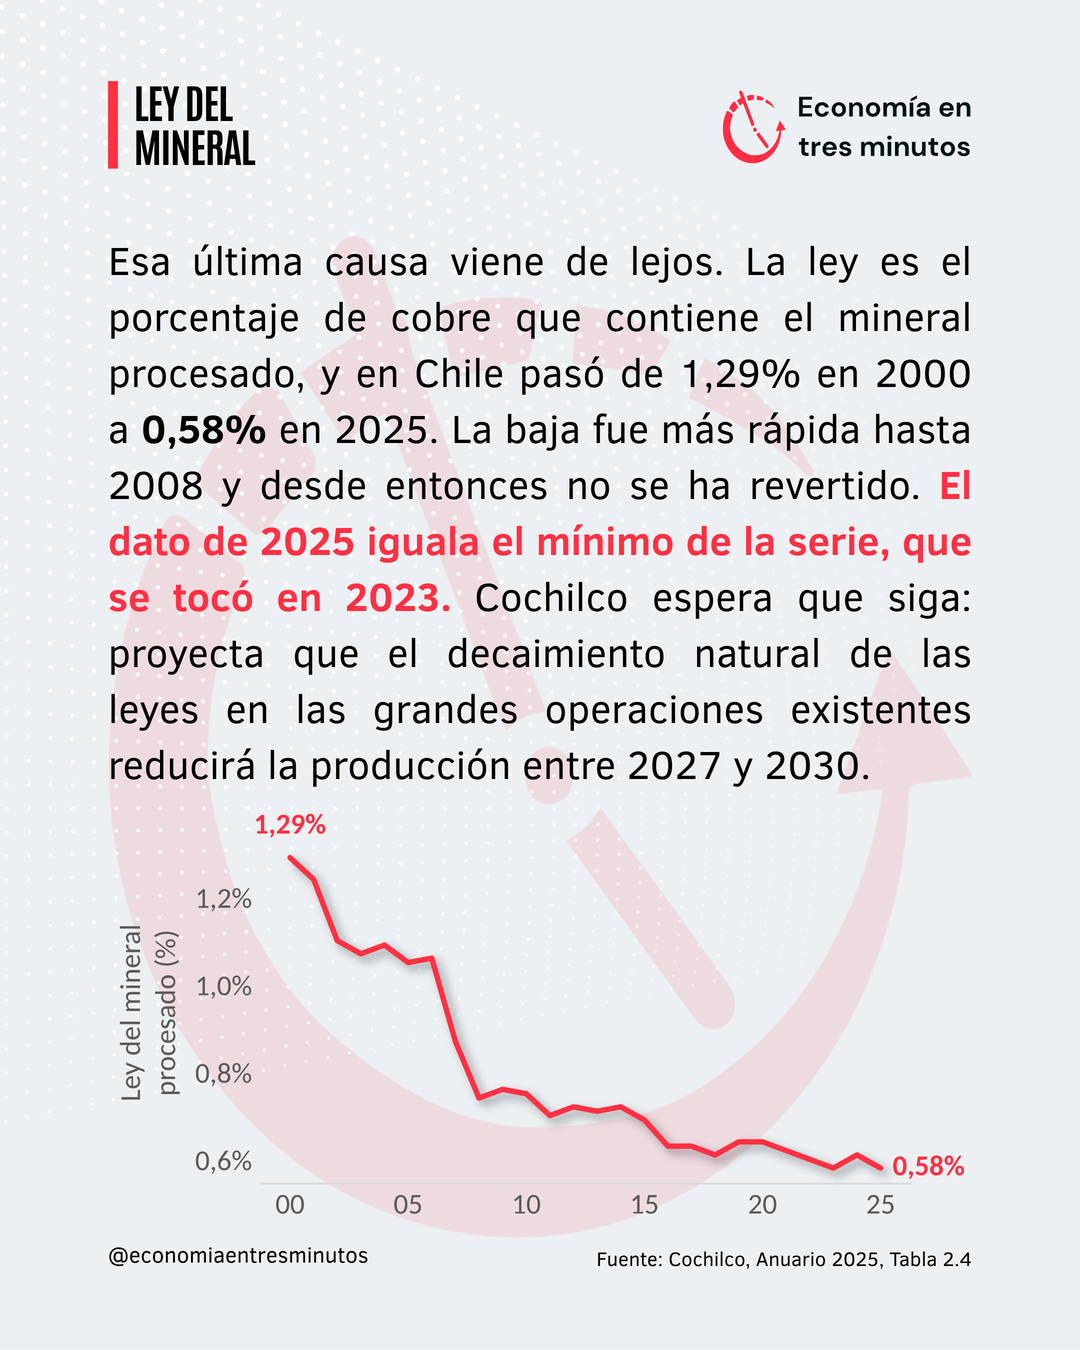 LEY DEL
MINERAL
Economía en
tres minutos
Esa última causa viene de lejos. La ley es el
porcentaje de cobre que contiene el mineral
procesado, y en Chile pasó de 1,29% en 2000
a 0,58% en 2025. La baja fue más rápida hasta
2008 y desde entonces no se ha revertido. El
dato de 2025 iguala el mínimo de la serie, que
se tocó en 2023. Cochilco espera que siga:
proyecta que el decaimiento natural de las
leyes en las grandes operaciones existentes
reducirá la producción entre 2027 y 2030.
1,29%
Ley del mineral
procesado (%)
1,2%
1,0%
0,8%
0,6%
0,58%
00 05 10 15 20 25
@economiaentresminutos
Fuente: Cochilco, Anuario 2025, Tabla 2.4